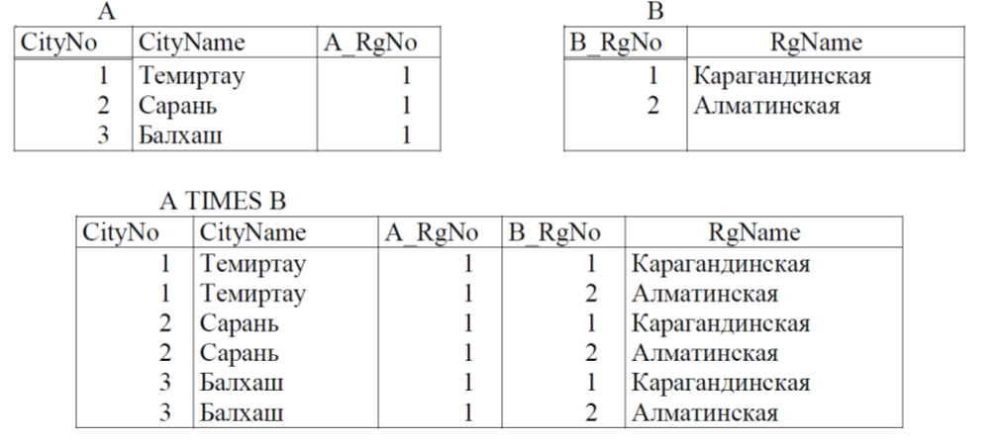 A B
CityNo CityName A_RgNo B_RgNo RgName
1 Темиртау 1 1 Карагандинская
2 Сарань 1 2 Алматинская
3 Балхаш 1
A TIMES B
CityNo CityName A_RgNo B_RgNo RgName
1 Темиртау 1 1 Карагандинская
1 Темиртау 1 2 Алматинская
2 Сарань 1 1 Карагандинская
2 Сарань 1 2 Алматинская
3 Балхаш 1 1 Карагандинская
3 Балхаш 1 2 Алматинская